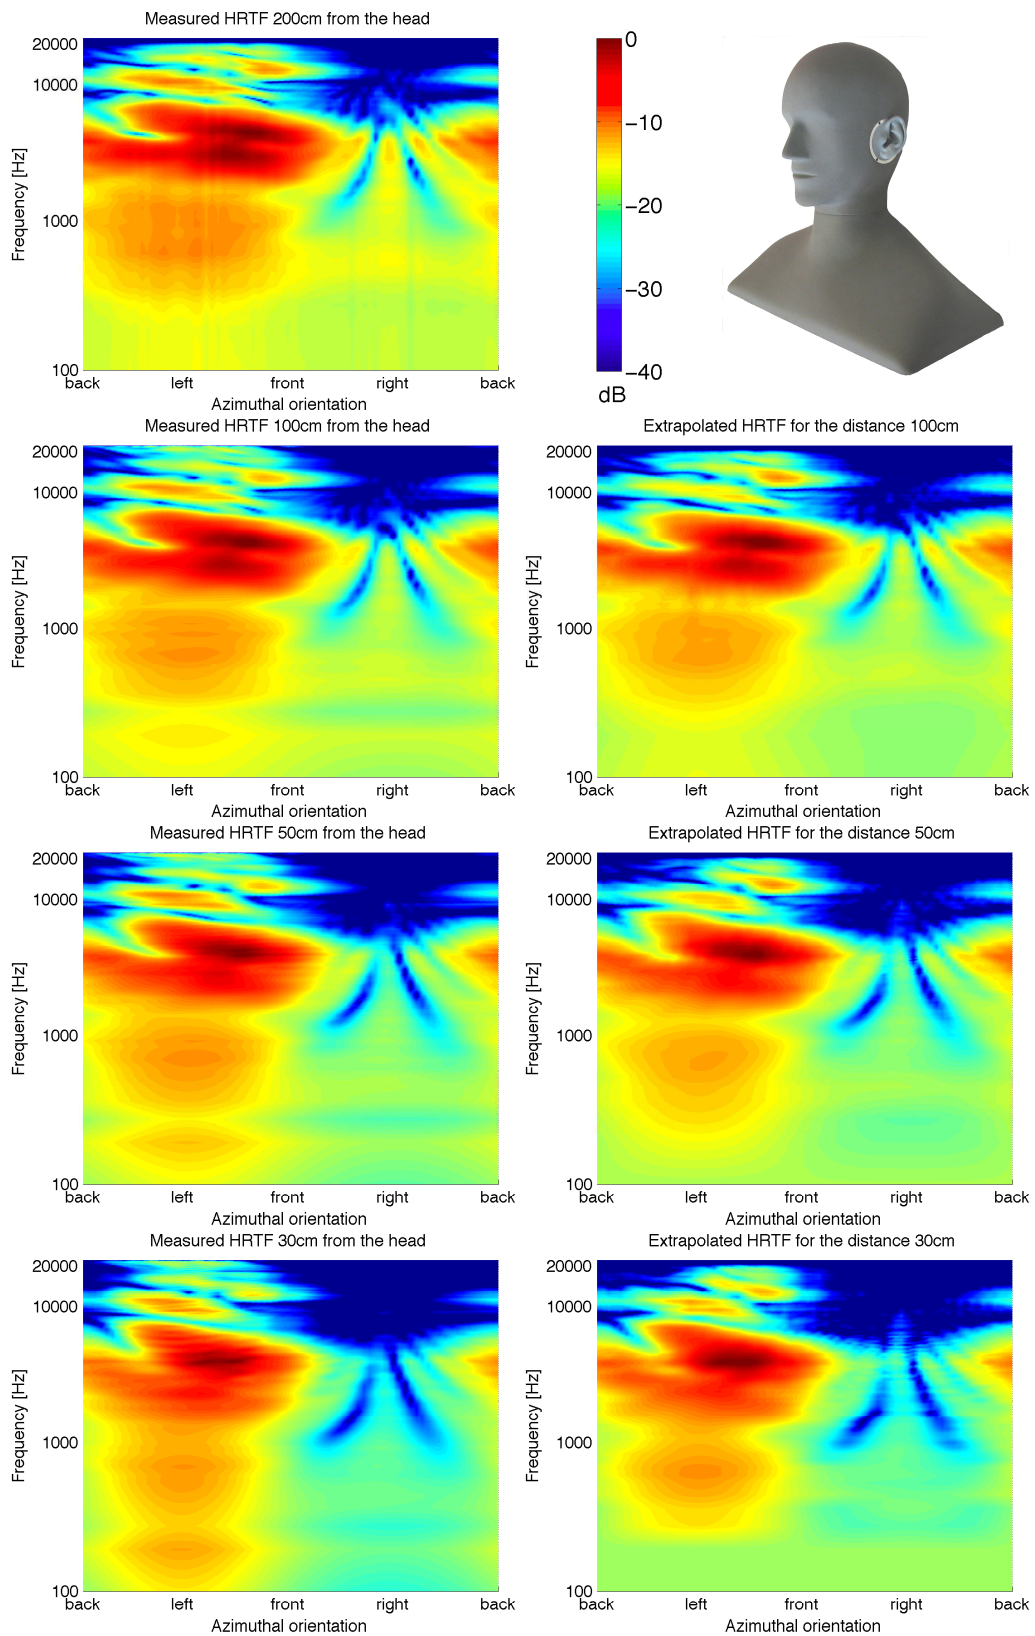 Measured HRTF 200cm from the head
20000
10000
1000
100
Frequency [Hz]
back left front right back
Azimuthal orientation
0
−10
−20
−30
−40
dB
Measured HRTF 100cm from the head
20000
10000
1000
100
Frequency [Hz]
back left front right back
Azimuthal orientation
Extrapolated HRTF for the distance 100cm
20000
10000
1000
100
Frequency [Hz]
back left front right back
Azimuthal orientation
Measured HRTF 50cm from the head
20000
10000
1000
100
Frequency [Hz]
back left front right back
Azimuthal orientation
Extrapolated HRTF for the distance 50cm
20000
10000
1000
100
Frequency [Hz]
back left front right back
Azimuthal orientation
Measured HRTF 30cm from the head
20000
10000
1000
100
Frequency [Hz]
back left front right back
Azimuthal orientation
Extrapolated HRTF for the distance 30cm
20000
10000
1000
100
Frequency [Hz]
back left front right back
Azimuthal orientation